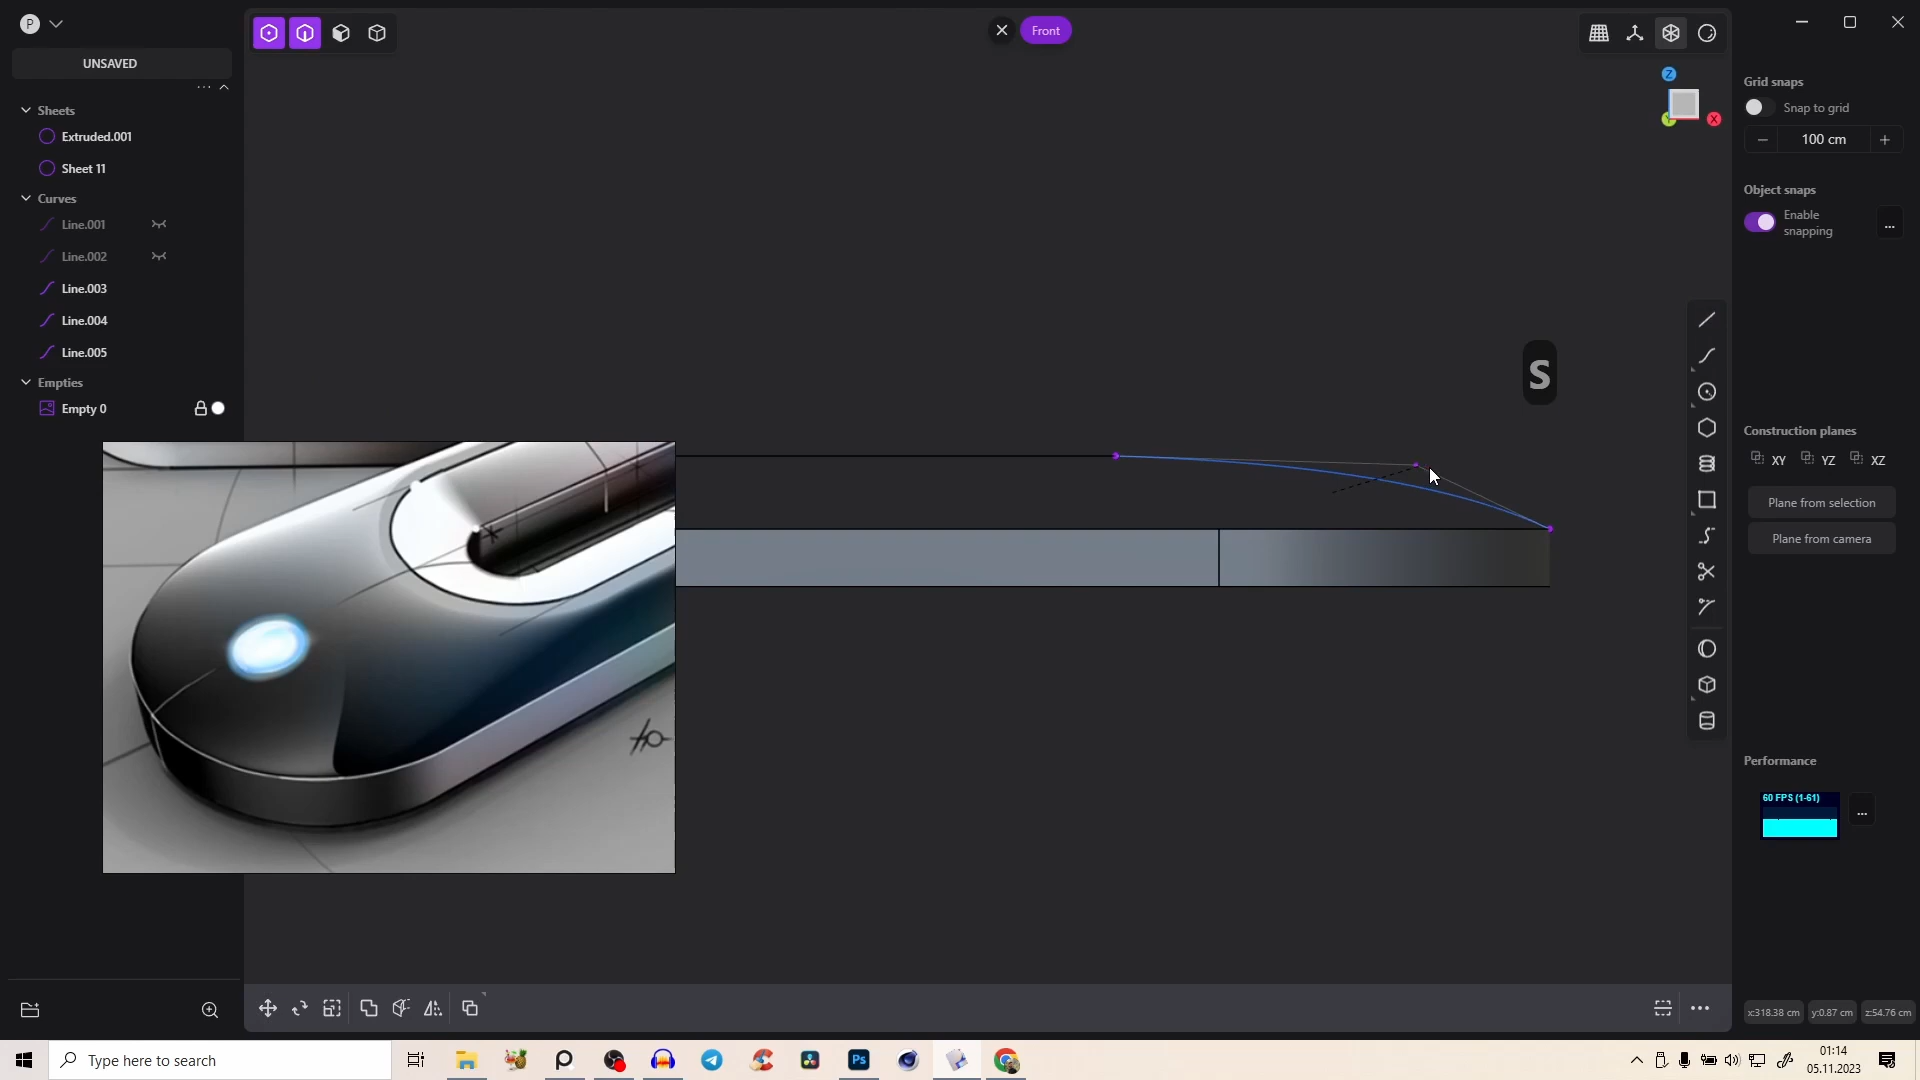 P
Front
UNSAVED
...
Sheets
Extruded.001
Sheet 11
Curves
Line.001
Line.002
Line.003
Line.004
Line.005
Empties
Empty 0
Z
Y
X
Grid snaps
Snap to grid
100 cm
Object snaps
Enable
snapping
...
S
Construction planes
XY YZ XZ
Plane from selection
Plane from camera
Performance
60 FPS (1-61)
...
x:318.38 cm y:0.87 cm z:54.76 cm
Type here to search
Ps
01:14
05.11.2023